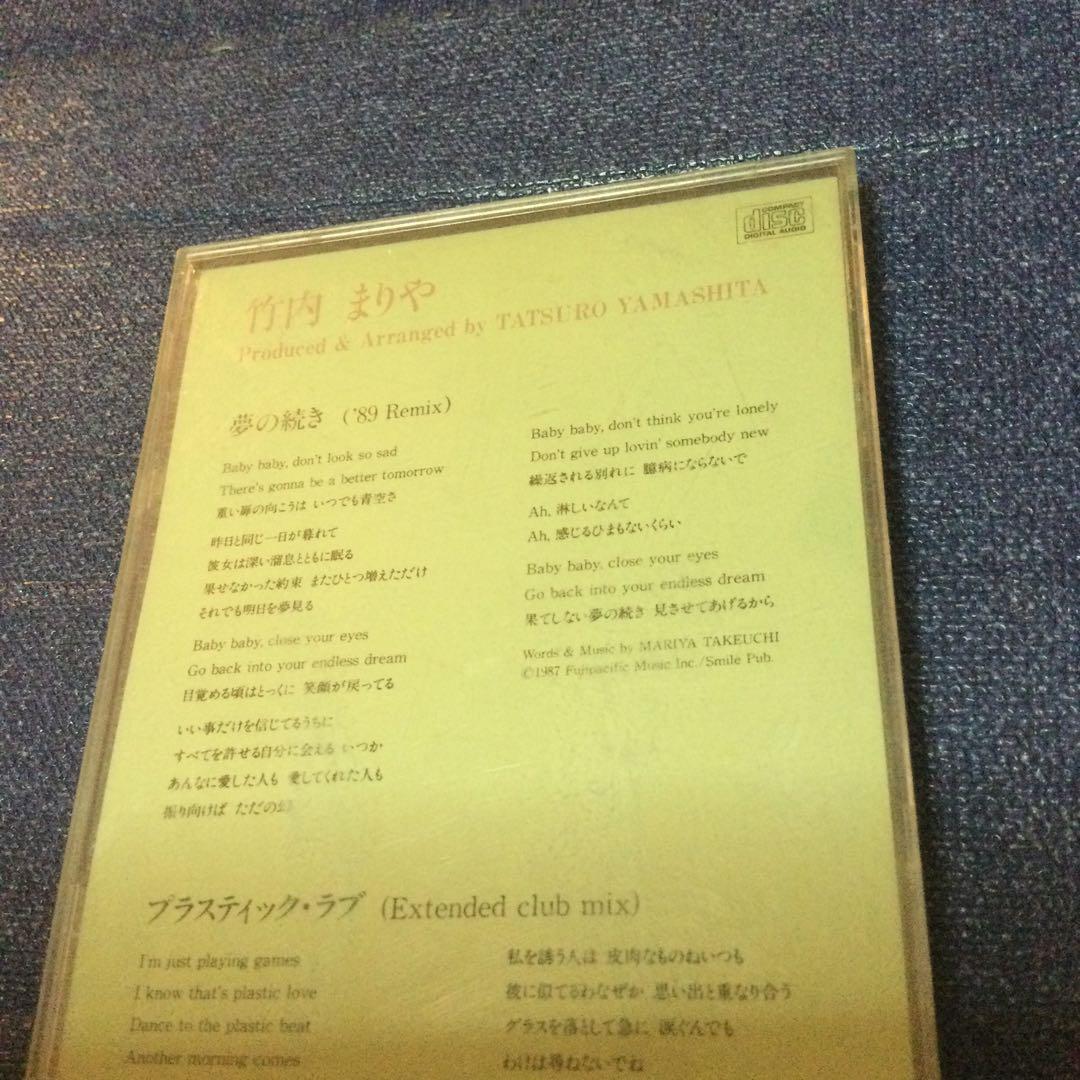 COMPACT
disc
DIGITAL AUDIO
竹内 まりや
Produced & Arranged by TATSURO YAMASHITA
夢の続き ('89 Remix)
Baby baby, don't look so sad
There's gonna be a better tomorrow
重い扉の向こうは いつでも青空さ
昨日と同じ一日が暮れて
彼女は深い溜息とともに眠る
果せなかった約束 またひとつ増えただけ
それでも明日を夢見る
Baby baby, close your eyes
Go back into your endless dream
目覚める頃はとっくに 笑顔が戻ってる
いい事だけを信じてるうちに
すべてを許せる自分に会える いつか
あんなに愛した人も 愛してくれた人も
振り向けば ただの幻
Baby baby, don't think you're lonely
Don't give up lovin' somebody new
繰返される別れに 臆病にならないで
Ah, 淋しいなんて
Ah, 感じるひまもないくらい
Baby baby, close your eyes
Go back into your endless dream
果てしない夢の続き 見させてあげるから
Words & Music by MARIYA TAKEUCHI
©1987 Fujipacific Music Inc./Smile Pub.
プラスティック・ラブ (Extended club mix)
I'm just playing games
I know that's plastic love
Dance to the plastic beat
Another morning comes
私を誘う人は 皮肉なものねいつも
彼に似てるわなぜか 思い出と重なり合う
グラスを落として急に 涙ぐんでも
わけは尋ねないでね